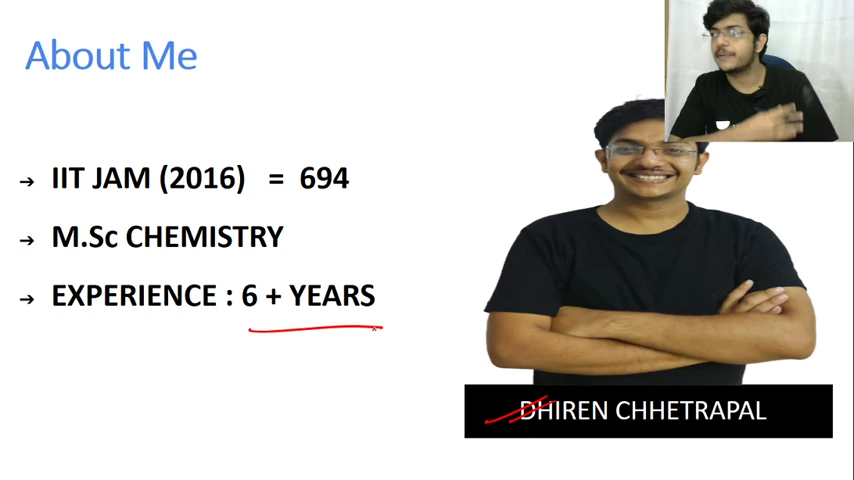 About Me
→ IIT JAM (2016) = 694
→ M.Sc CHEMISTRY
→ EXPERIENCE : 6 + YEARS
DHIREN CHHETRAPAL